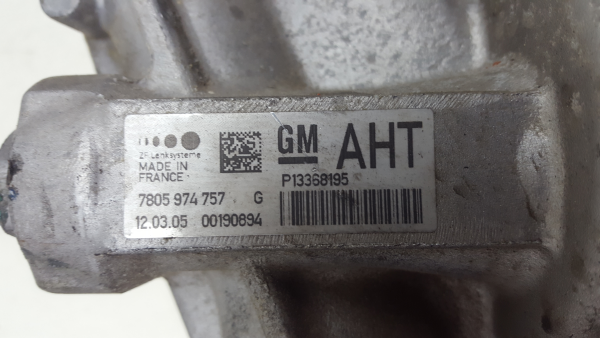 ZF Lenksysteme
MADE IN
FRANCE
GM AHT
P13368195
7805 974 757 G
12.03.05 00190894